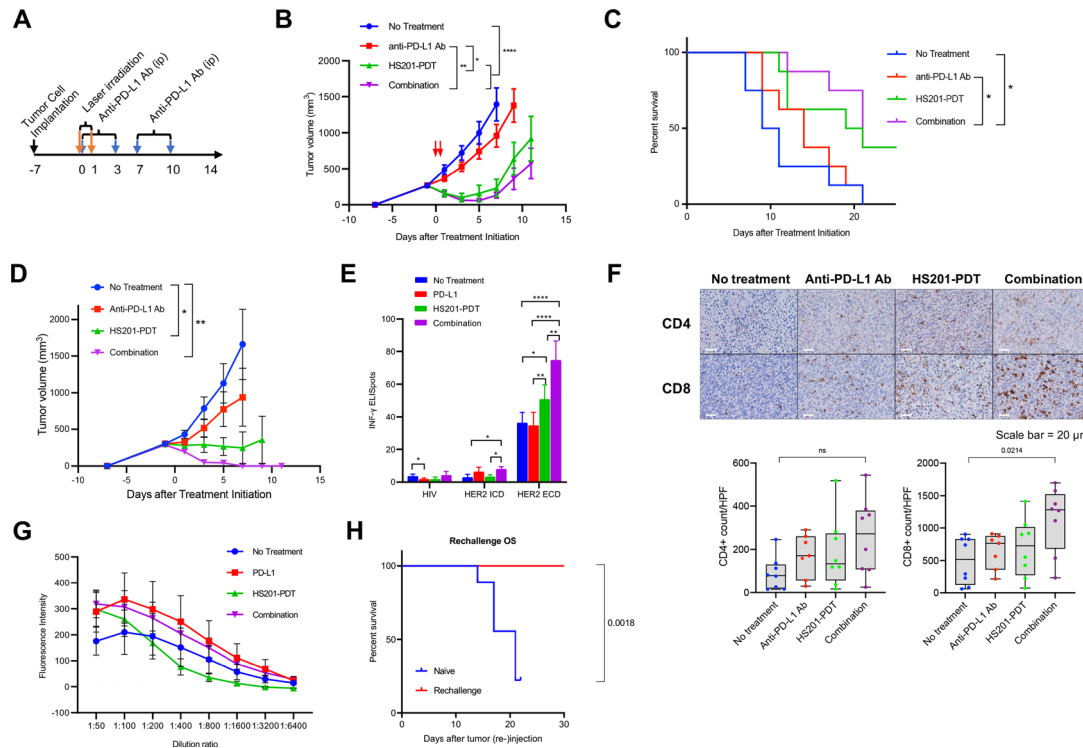 A
Tumor Cell
Implantation
Laser irradiation
Anti-PD-L1 Ab (ip)
Anti-PD-L1 Ab (ip)
-7 0 1 3 7 10 14
B
No Treatment
anti-PD-L1 Ab
HS201-PDT
Combination
****
*
**
*
Tumor volume (mm³)
2000
1500
1000
500
0
-10 -5 0 5 10 15
Days after Treatment Initiation
C
No Treatment
anti-PD-L1 Ab
HS201-PDT
Combination
*
*
Percent survival
100
50
0
0 10 20
Days after Treatment Initiation
D
No Treatment
Anti-PD-L1 Ab
HS201-PDT
Combination
*
**
Tumor volume (mm³)
2000
1500
1000
500
0
-10 -5 0 5 10 15
Days after Treatment Initiation
E
No Treatment
PD-L1
HS201-PDT
Combination
****
****
**
*
**
*
*
*
INF-γ ELISpots
100
80
60
40
20
0
HIV HER2 ICD HER2 ECD
F
No treatment Anti-PD-L1 Ab HS201-PDT Combination
CD4
CD8
Scale bar = 20 μm
ns
CD4+ count/HPF
600
400
200
0
No treatment
Anti-PD-L1 Ab
HS201-PDT
Combination
0.0214
CD8+ count/HPF
2000
1500
1000
500
0
No treatment
Anti-PD-L1 Ab
HS201-PDT
Combination
G
No Treatment
PD-L1
HS201-PDT
Combination
Fluorescence Intensity
500
400
300
200
100
0
-100
1:50 1:100 1:200 1:400 1:800 1:1600 1:3200 1:6400
Dilution ratio
H
Rechallenge OS
0.0018
Naive
Rechallenge
Percent survival
100
50
0
0 10 20 30
Days after tumor (re-)injection